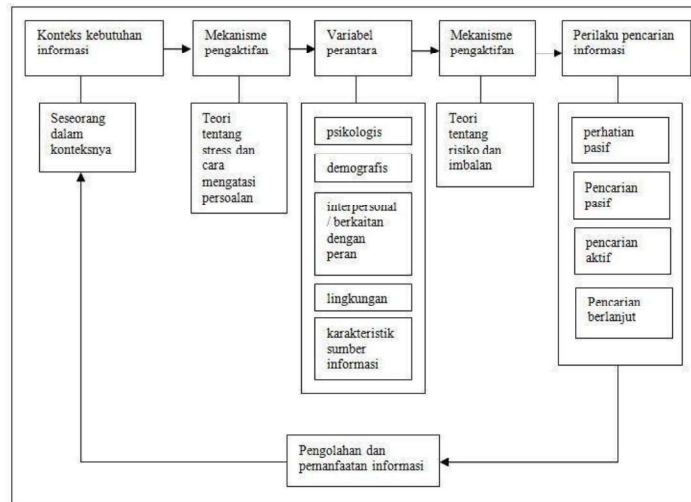 Konteks kebutuhan
informasi
Mekanisme
pengaktifan
Variabel
perantara
Mekanisme
pengaktifan
Perilaku pencarian
informasi
Seseorang
dalam
konteksnya
Teori
tentang
stress dan
cara
mengatasi
persoalan
psikologis
demografis
interpersonal
/ berkaitan
dengan
peran
lingkungan
karakteristik
sumber
informasi
Teori
tentang
risiko dan
imbalan
perhatian
pasif
Pencarian
pasif
pencarian
aktif
Pencarian
berlanjut
Pengolahan dan
pemanfaatan informasi